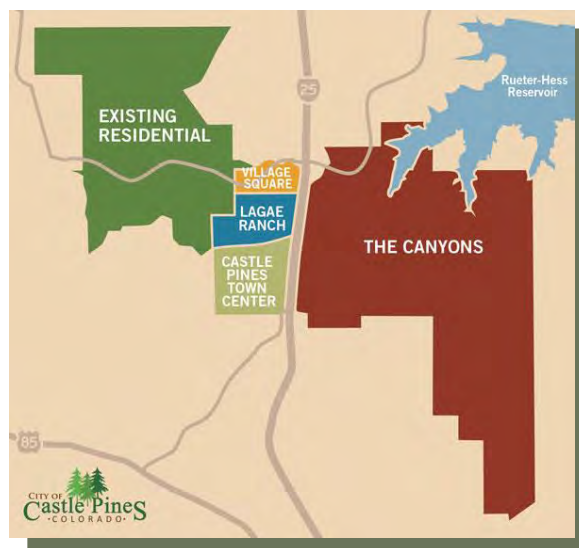 Rueter-Hess
Reservoir
25
EXISTING
RESIDENTIAL
VILLAGE
SQUARE
LAGAE
RANCH
THE CANYONS
CASTLE
PINES
TOWN
CENTER
85
CITY OF
Castle Pines
•COLORADO•